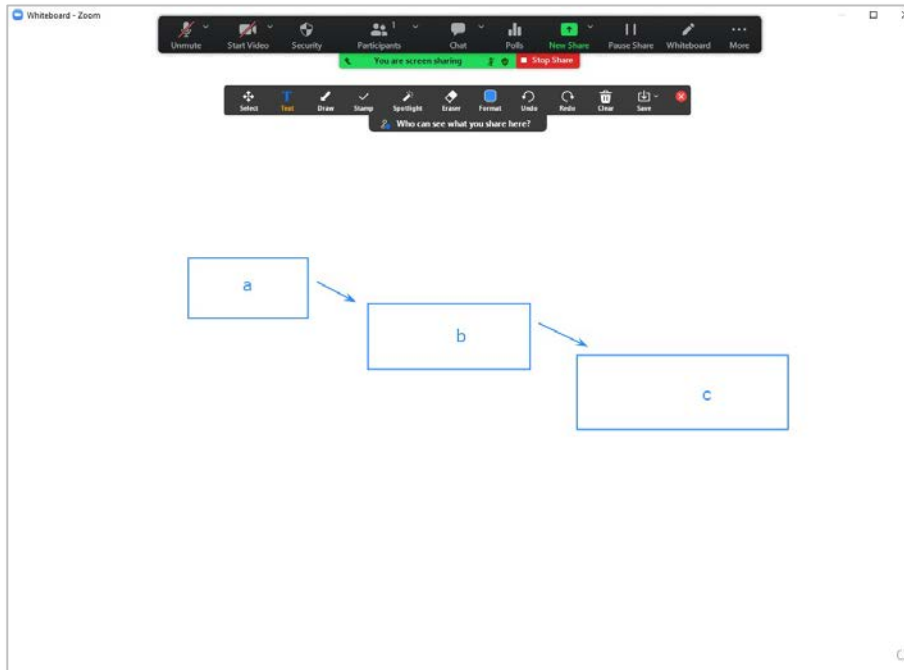 Whiteboard - Zoom
1
Unmute Start Video Security Participants Chat Polls New Share Pause Share Whiteboard More
You are screen sharing Stop Share
T
Select Text Draw Stamp Spotlight Eraser Format Undo Redo Clear Save
Who can see what you share here?
a
b
c